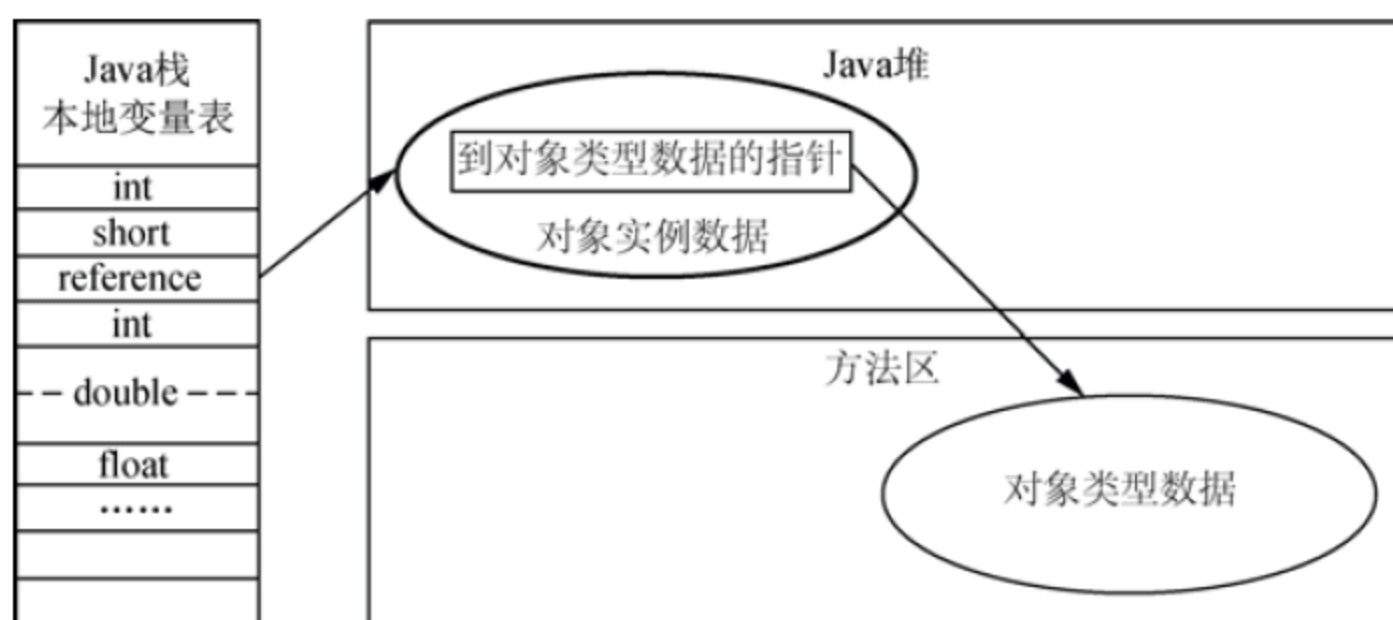 Java栈
本地变量表
int
short
reference
int
double
float
……
Java堆
到对象类型数据的指针
对象实例数据
方法区
对象类型数据